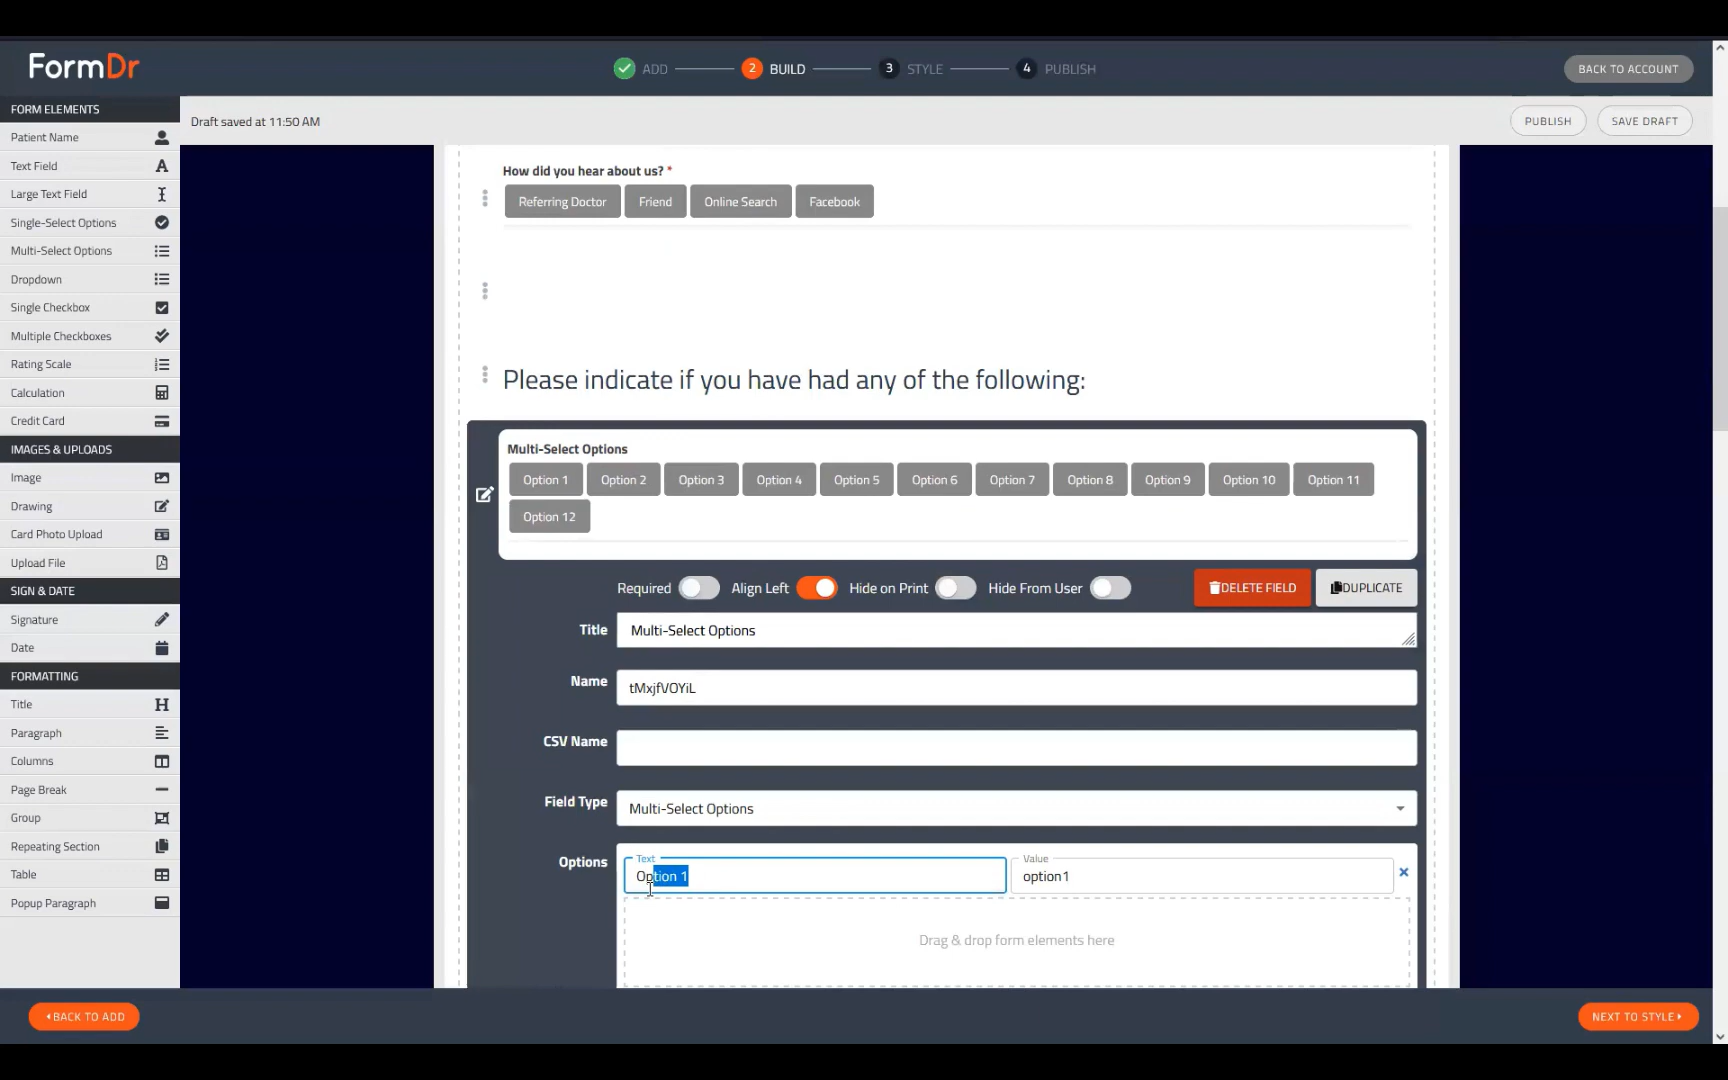 FormDr
ADD
2 BUILD
3 STYLE
4 PUBLISH
BACK TO ACCOUNT
FORM ELEMENTS
Patient Name
Text Field
Large Text Field
Single-Select Options
Multi-Select Options
Dropdown
Single Checkbox
Multiple Checkboxes
Rating Scale
Calculation
Credit Card
IMAGES & UPLOADS
Image
Drawing
Card Photo Upload
Upload File
SIGN & DATE
Signature
Date
FORMATTING
Title
Paragraph
Columns
Page Break
Group
Repeating Section
Table
Popup Paragraph
Draft saved at 11:50 AM
PUBLISH
SAVE DRAFT
How did you hear about us? *
Referring Doctor Friend Online Search Facebook
Please indicate if you have had any of the following:
Multi-Select Options
Option 1 Option 2 Option 3 Option 4 Option 5 Option 6 Option 7 Option 8 Option 9 Option 10 Option 11
Option 12
Required Align Left Hide on Print Hide From User DELETE FIELD DUPLICATE
Title Multi-Select Options
Name tMxjfVOYiL
CSV Name
Field Type Multi-Select Options
Options
Text
Option 1
Value
option1
Drag & drop form elements here
BACK TO ADD
NEXT TO STYLE